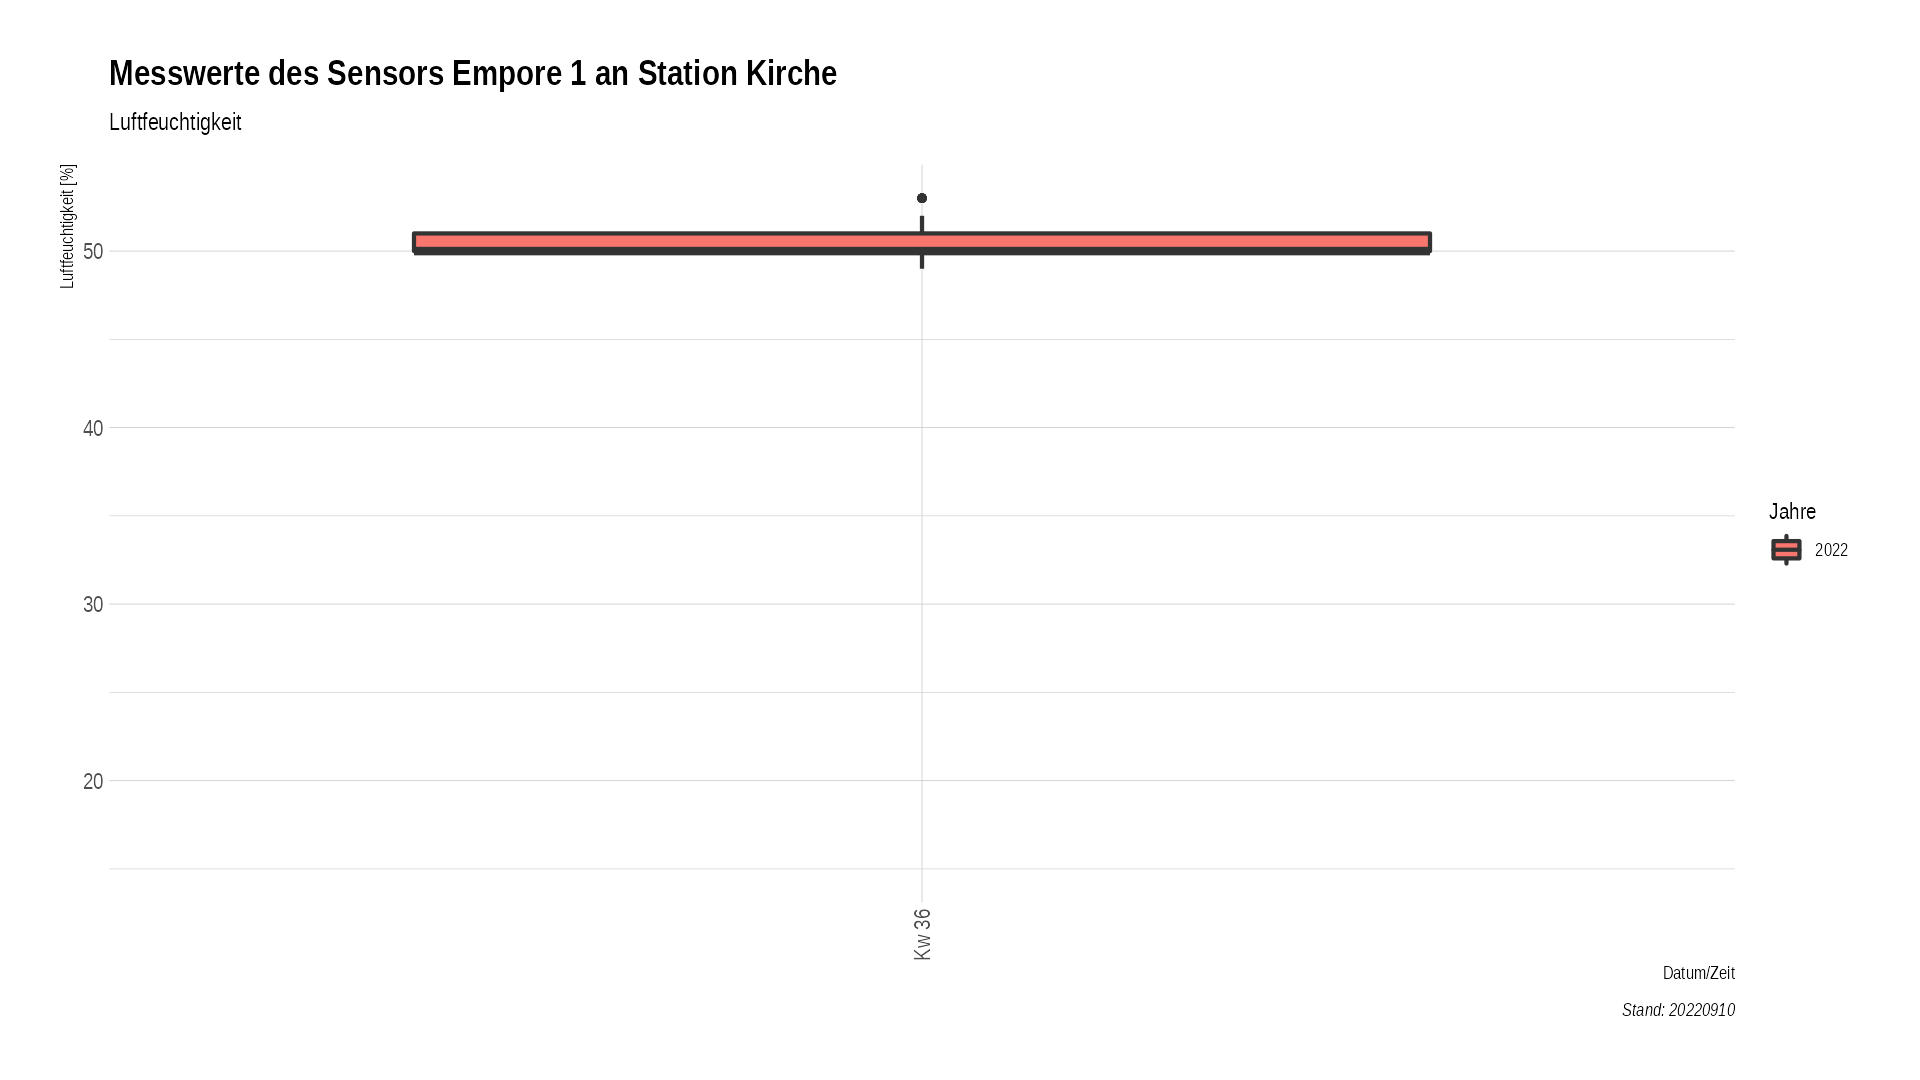 Messwerte des Sensors Empore 1 an Station Kirche
Luftfeuchtigkeit
Luftfeuchtigkeit [%]
50
40
30
20
Kw 36
Jahre
2022
Datum/Zeit
Stand: 20220910